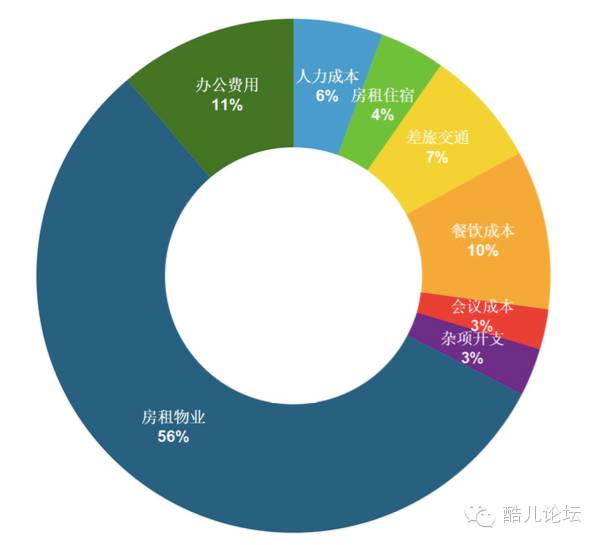 人力成本
6%
房租住宿
4%
差旅交通
7%
餐饮成本
10%
会议成本
3%
杂项开支
3%
房租物业
56%
办公费用
11%
酷儿论坛